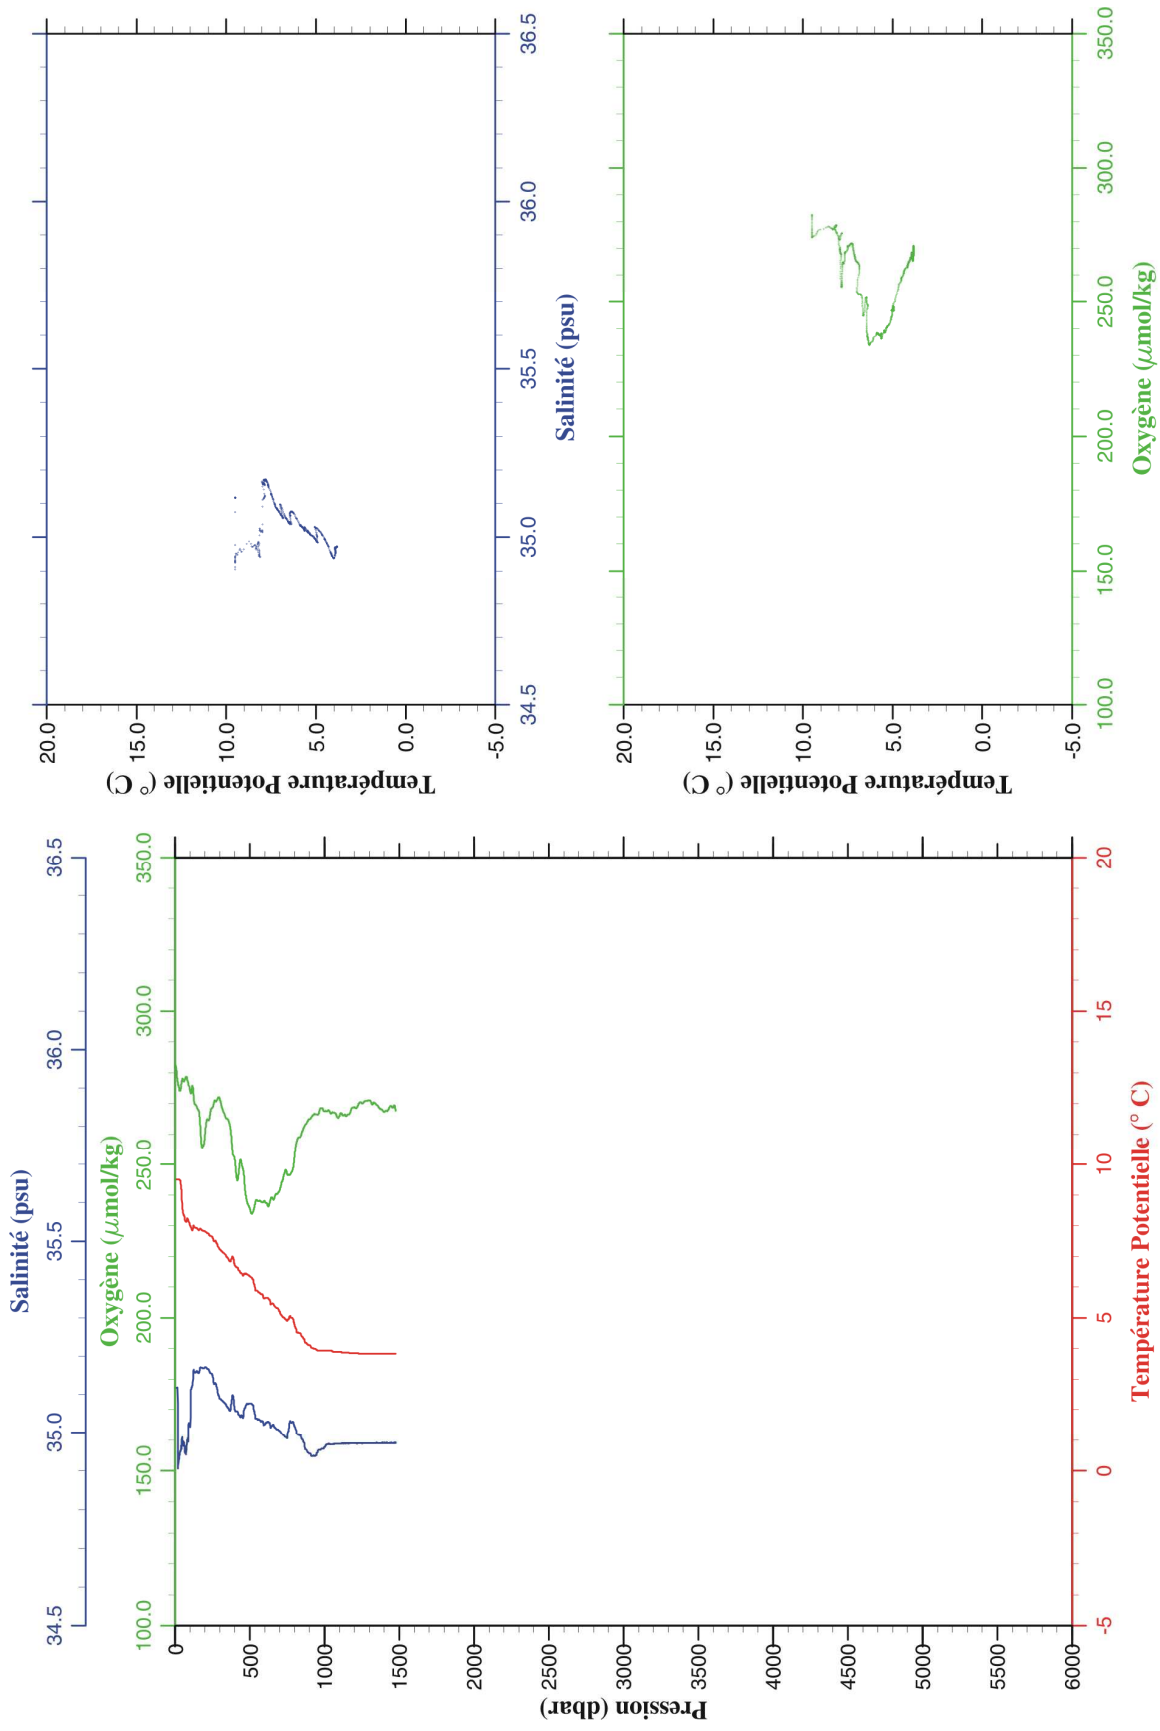 Salinité (psu)
34.5 35.0 35.5 36.0 36.5
Oxygène (μmol/kg)
100.0 150.0 200.0 250.0 300.0 350.0
Pression (dbar)
0
500
1000
1500
2000
2500
3000
3500
4000
4500
5000
5500
6000
-5 0 5 10 15 20
Température Potentielle (° C)
Température Potentielle (° C)
20.0
15.0
10.0
5.0
0.0
-5.0
34.5 35.0 35.5 36.0 36.5
Salinité (psu)
Température Potentielle (° C)
20.0
15.0
10.0
5.0
0.0
-5.0
100.0 150.0 200.0 250.0 300.0 350.0
Oxygène (μmol/kg)